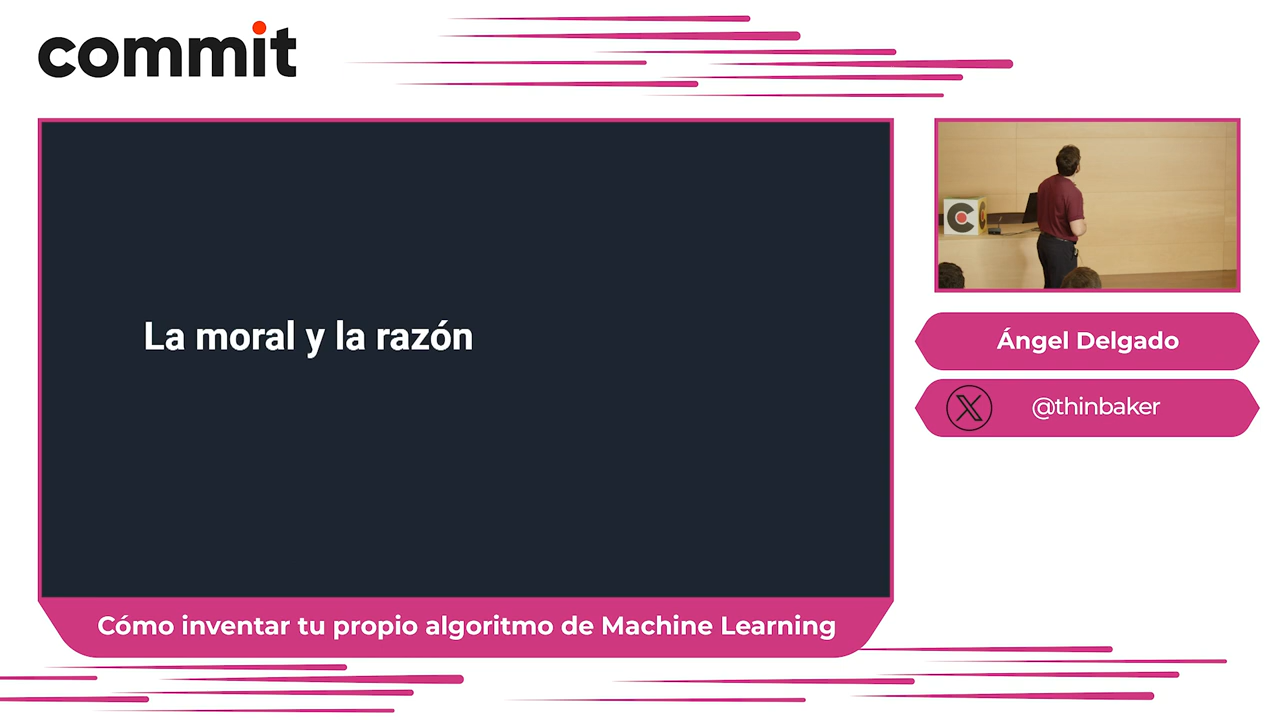 commit
La moral y la razón
Ángel Delgado
@thinbaker
Cómo inventar tu propio algoritmo de Machine Learning